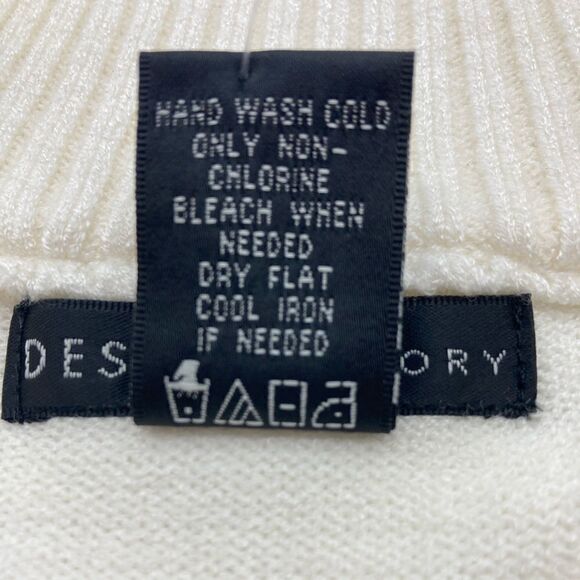 HAND WASH COLD
ONLY NON-
CHLORINE
BLEACH WHEN
NEEDED
DRY FLAT
COOL IRON
IF NEEDED
DES ORY